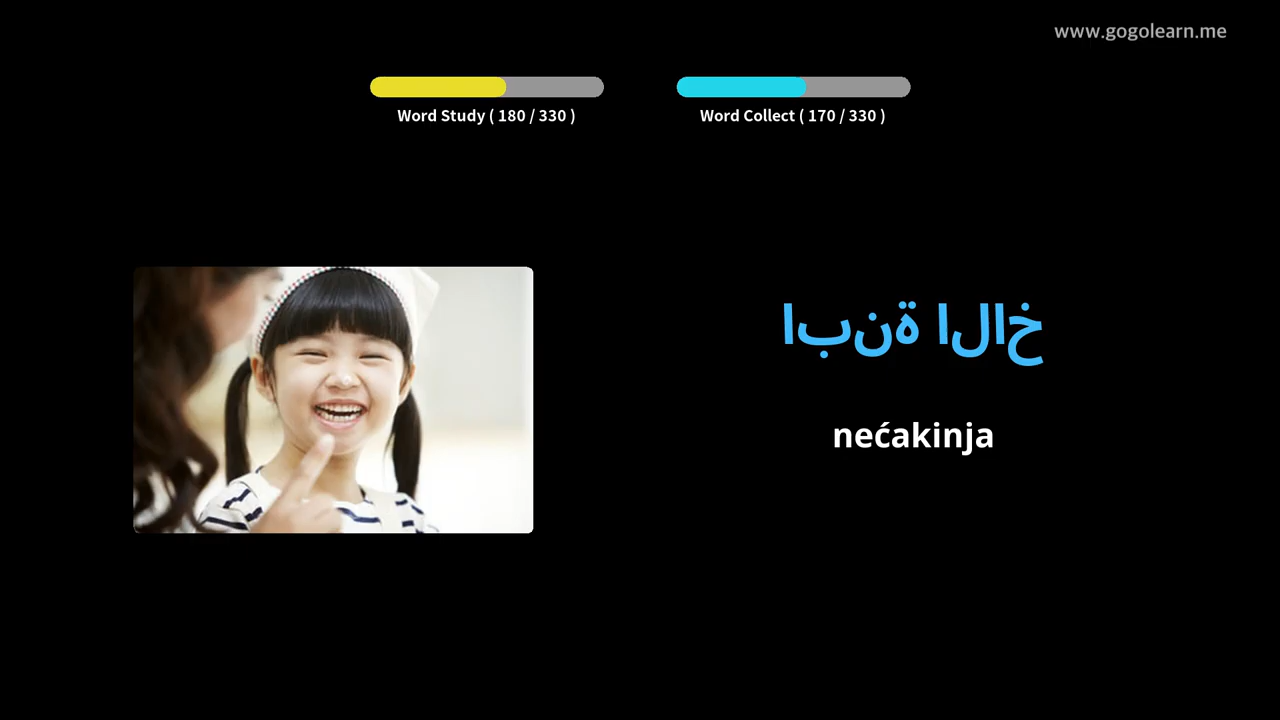 www.gogolearn.me
Word Study ( 180 / 330 )
Word Collect ( 170 / 330 )
ابنة الاخ
nećakinja